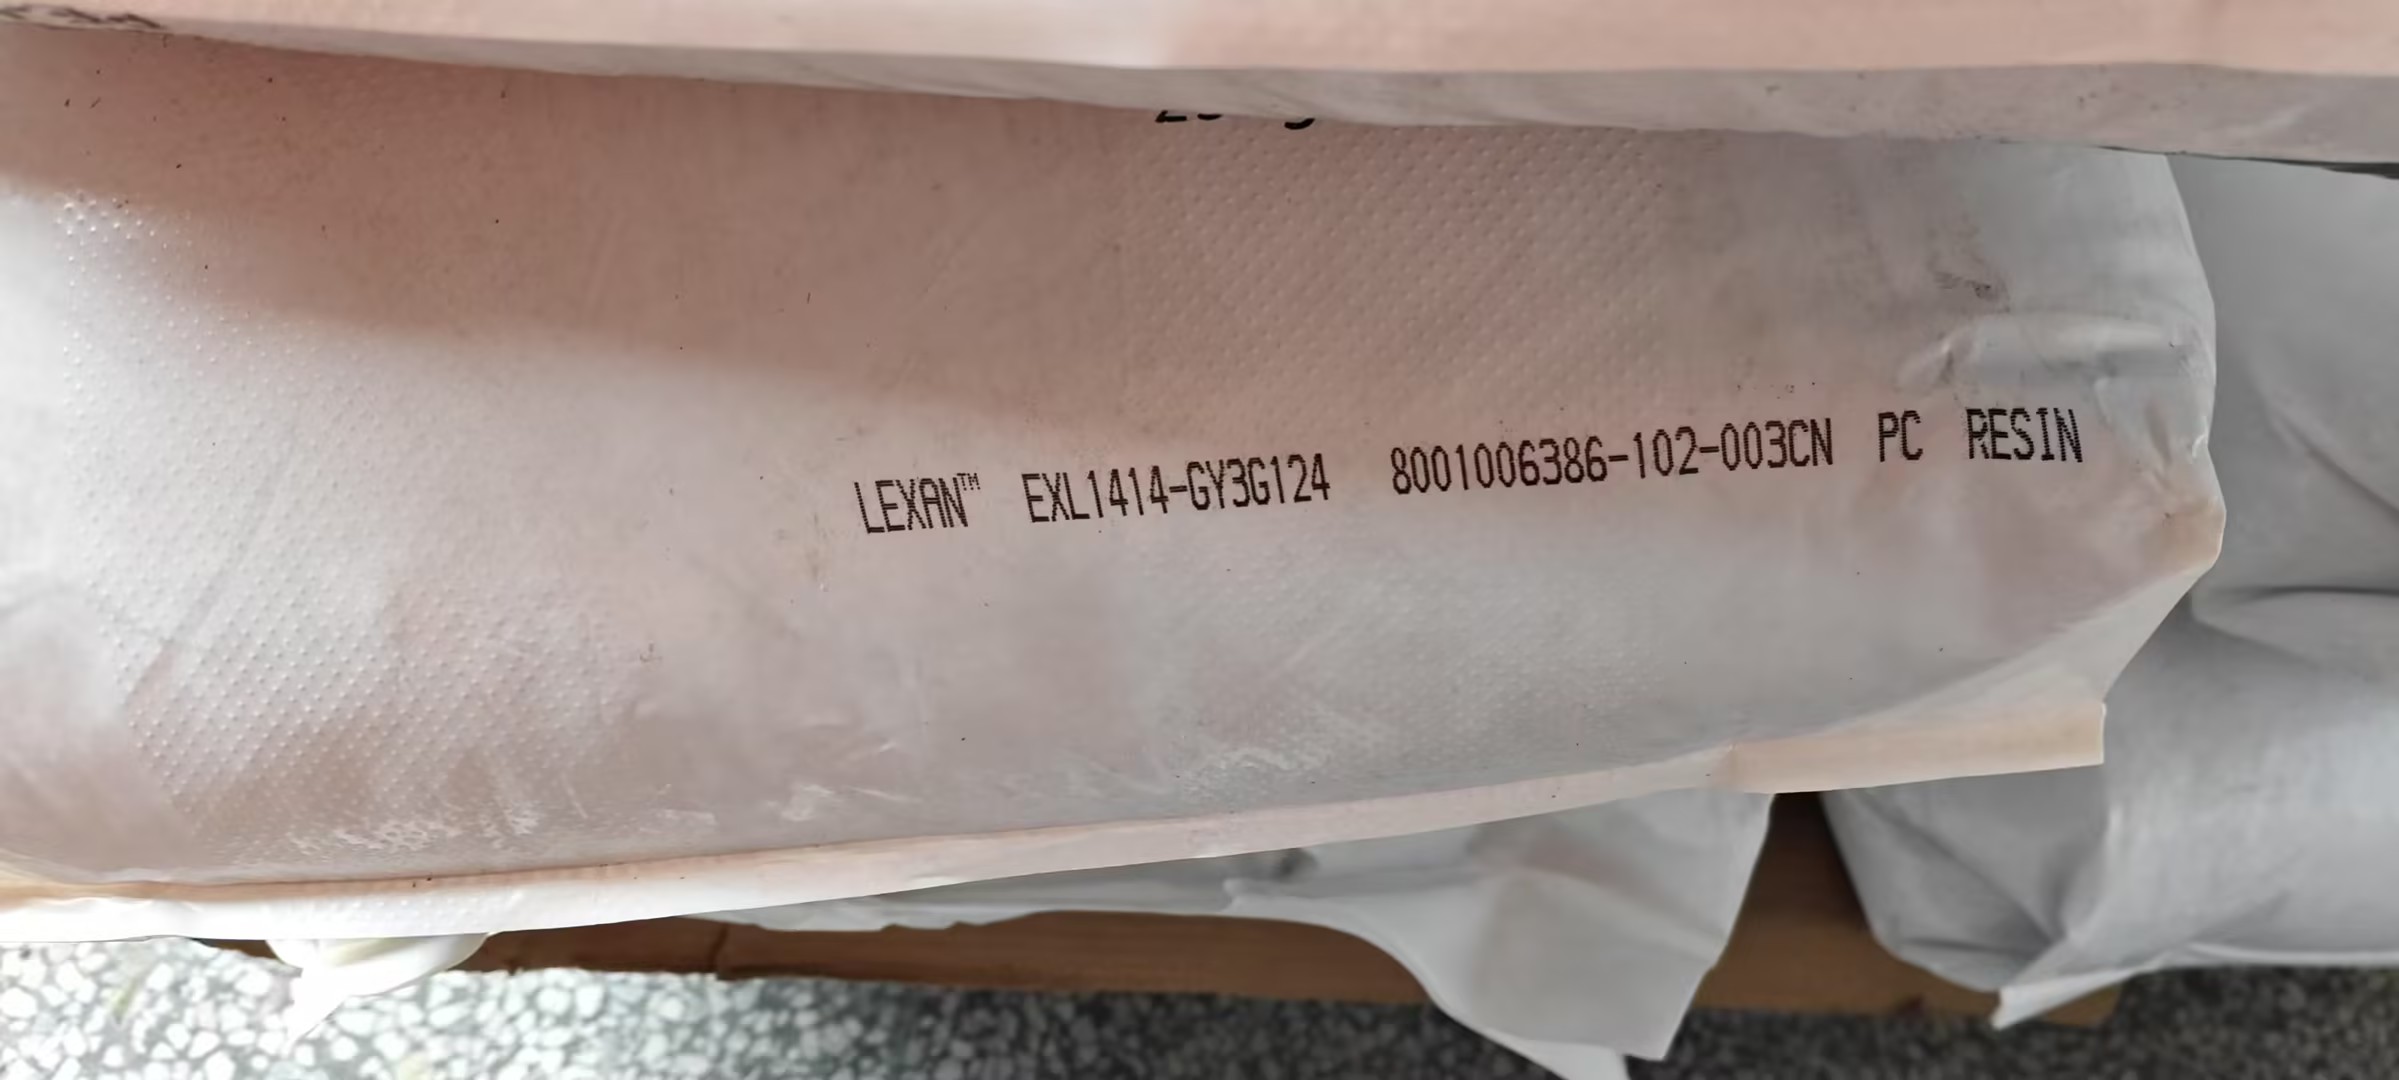 LEXAN™ EXL1414-GY3G124 8001006386-102-003CN PC RESIN